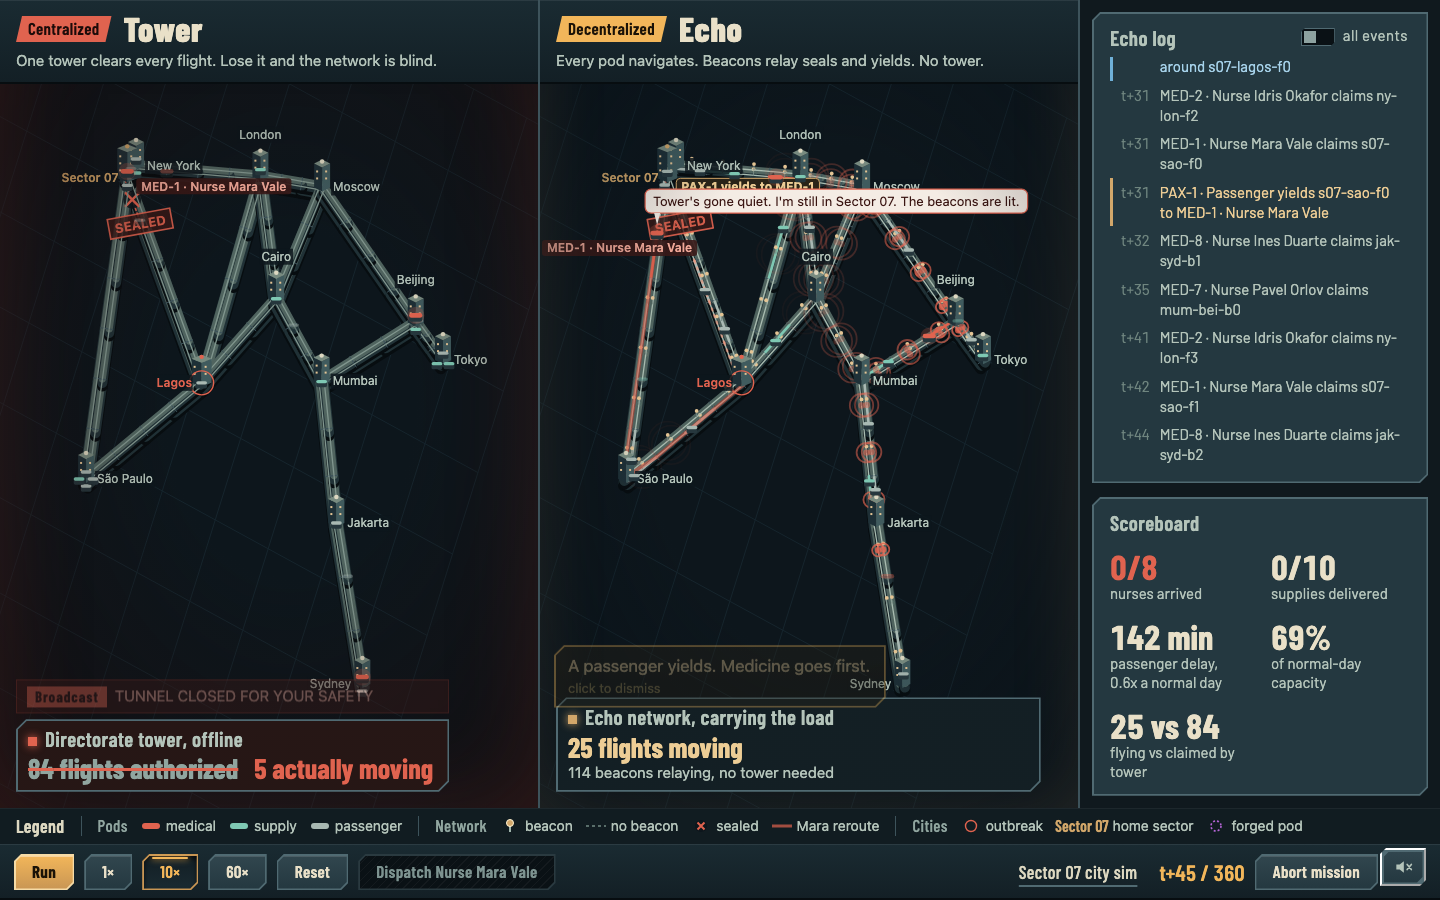 Centralized Tower
One tower clears every flight. Lose it and the network is blind.
London
New York
Sector 07
MED-1 · Nurse Mara Vale
Moscow
SEALED
Cairo
Beijing
Tokyo
Lagos
Mumbai
São Paulo
Jakarta
Sydney
Broadcast TUNNEL CLOSED FOR YOUR SAFETY
Directorate tower, offline
84 flights authorized 5 actually moving
Decentralized Echo
Every pod navigates. Beacons relay seals and yields. No tower.
London
New York
Sector 07
PAX-1 yields to MED-1
Moscow
Tower's gone quiet. I'm still in Sector 07. The beacons are lit.
SEALED
MED-1 · Nurse Mara Vale
Cairo
Beijing
Tokyo
Lagos
Mumbai
São Paulo
Jakarta
A passenger yields. Medicine goes first.
click to dismiss
Sydney
Echo network, carrying the load
25 flights moving
114 beacons relaying, no tower needed
Echo log all events
around s07-lagos-f0
t+31 MED-2 · Nurse Idris Okafor claims ny-
lon-f2
t+31 MED-1 · Nurse Mara Vale claims s07-
sao-f0
t+31 PAX-1 · Passenger yields s07-sao-f0
to MED-1 · Nurse Mara Vale
t+32 MED-8 · Nurse Ines Duarte claims jak-
syd-b1
t+35 MED-7 · Nurse Pavel Orlov claims
mum-bei-b0
t+41 MED-2 · Nurse Idris Okafor claims ny-
lon-f3
t+42 MED-1 · Nurse Mara Vale claims s07-
sao-f1
t+44 MED-8 · Nurse Ines Duarte claims jak-
syd-b2
Scoreboard
0/8
nurses arrived
0/10
supplies delivered
142 min
passenger delay,
0.6x a normal day
69%
of normal-day
capacity
25 vs 84
flying vs claimed by
tower
Legend Pods medical supply passenger Network beacon no beacon sealed Mara reroute Cities outbreak Sector 07 home sector forged pod
Run 1× 10× 60× Reset Dispatch Nurse Mara Vale Sector 07 city sim t+45 / 360 Abort mission